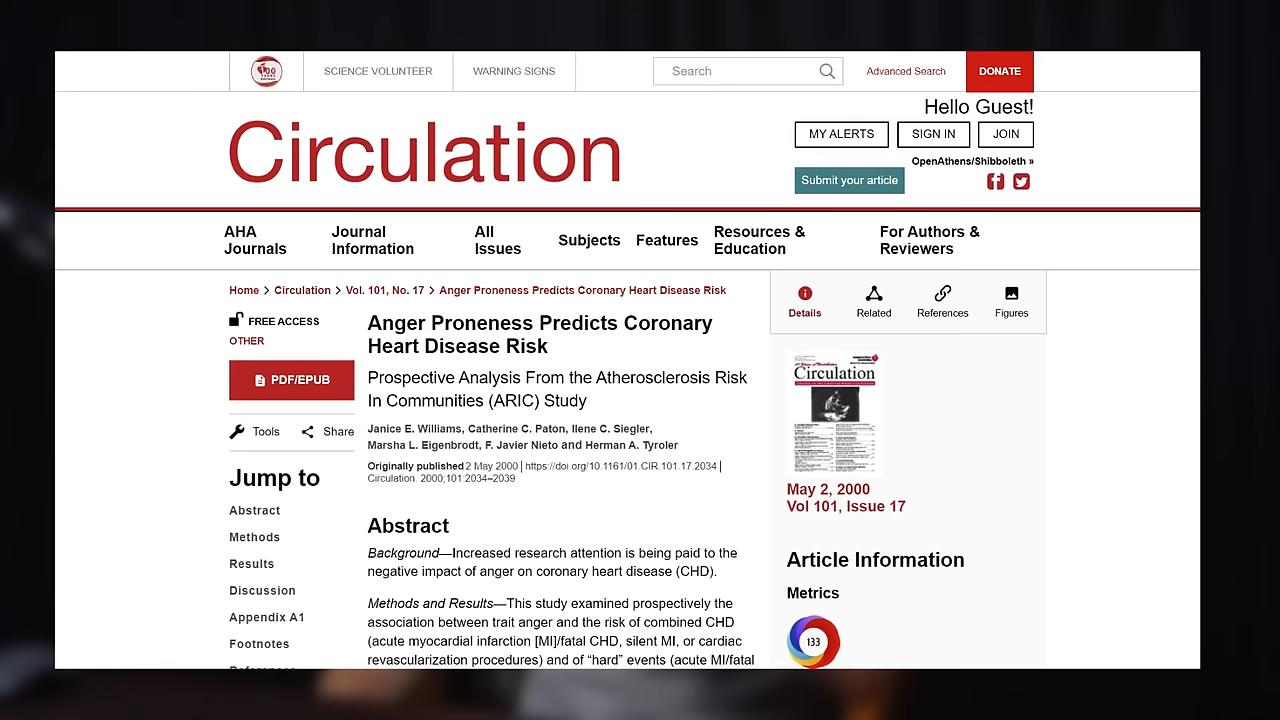 SCIENCE VOLUNTEER
WARNING SIGNS
Search
Advanced Search
DONATE
Hello Guest!
Circulation
MY ALERTS
SIGN IN
JOIN
OpenAthens/Shibboleth »
Submit your article
AHA
Journals
Journal
Information
All
Issues
Subjects
Features
Resources &
Education
For Authors &
Reviewers
Home > Circulation > Vol. 101, No. 17 > Anger Proneness Predicts Coronary Heart Disease Risk
FREE ACCESS
OTHER
PDF/EPUB
Tools
Share
Jump to
Abstract
Methods
Results
Discussion
Appendix A1
Footnotes
Anger Proneness Predicts Coronary
Heart Disease Risk
Prospective Analysis From the Atherosclerosis Risk
In Communities (ARIC) Study
Janice E. Williams, Catherine C. Paton, Ilene C. Siegler,
Marsha L. Eigenbrodt, F. Javier Nieto and Herman A. Tyroler
Originally published 2 May 2000 | https://doi.org/10.1161/01.CIR.101.17.2034 |
Circulation. 2000;101:2034–2039
Abstract
Background—Increased research attention is being paid to the
negative impact of anger on coronary heart disease (CHD).
Methods and Results—This study examined prospectively the
association between trait anger and the risk of combined CHD
(acute myocardial infarction [MI]/fatal CHD, silent MI, or cardiac
revascularization procedures) and of “hard” events (acute MI/fatal
Details
Related
References
Figures
Circulation
May 2, 2000
Vol 101, Issue 17
Article Information
Metrics
133